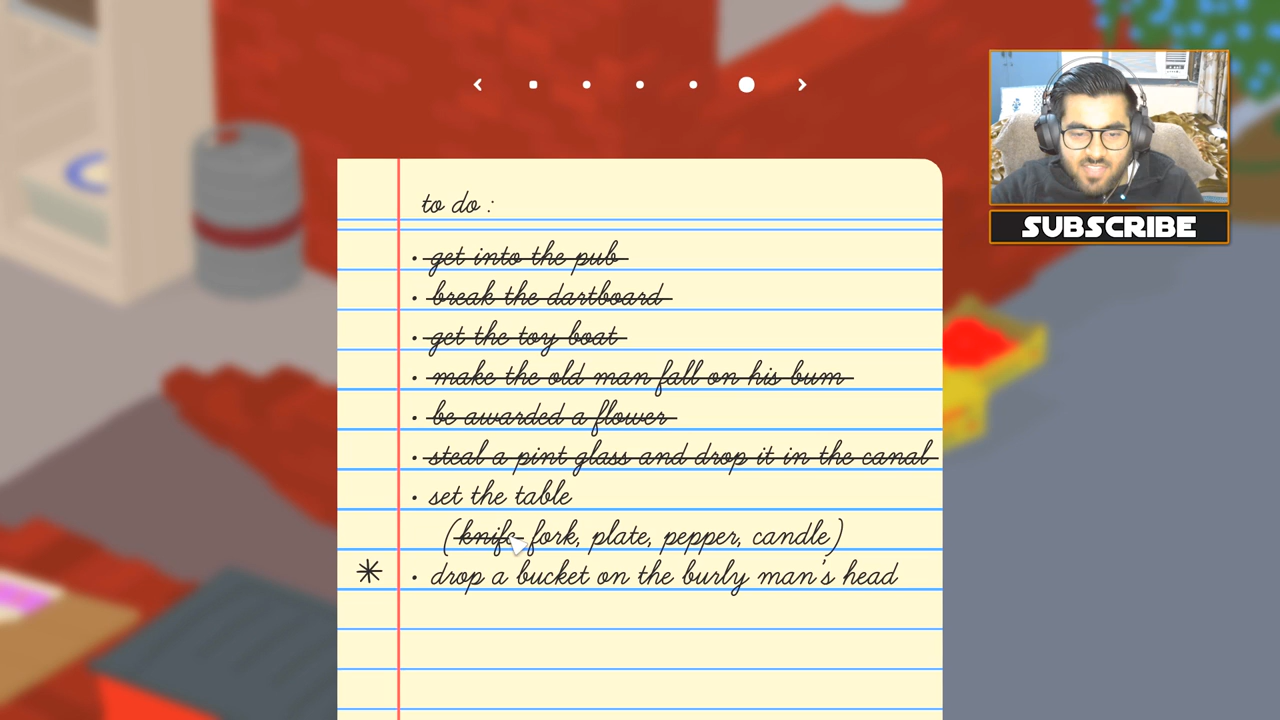 to do :
• get into the pub
• break the dartboard
• get the toy boat
• make the old man fall on his bum
• be awarded a flower
• steal a pint glass and drop it in the canal
• set the table
(knife, fork, plate, pepper, candle)
* • drop a bucket on the burly man's head
SUBSCRIBE